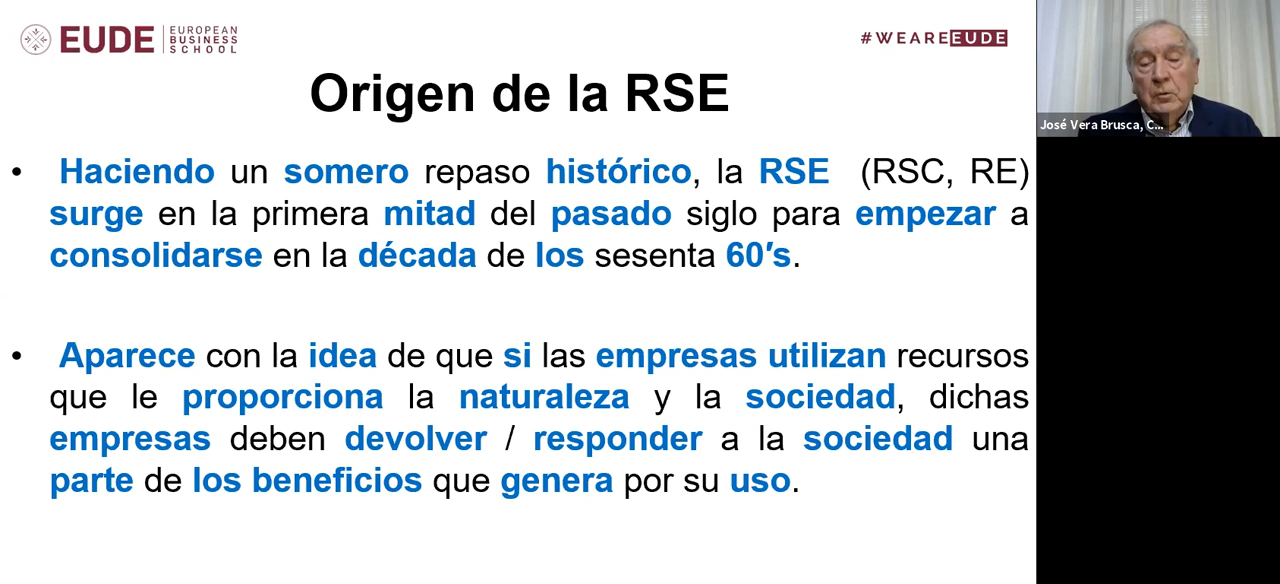 EUDE EUROPEAN BUSINESS SCHOOL
#WEAREEUDE
Origen de la RSE
• Haciendo un somero repaso histórico, la RSE (RSC, RE)
surge en la primera mitad del pasado siglo para empezar a
consolidarse en la década de los sesenta 60′s.
• Aparece con la idea de que si las empresas utilizan recursos
que le proporciona la naturaleza y la sociedad, dichas
empresas deben devolver / responder a la sociedad una
parte de los beneficios que genera por su uso.
José Vera Brusca, C...